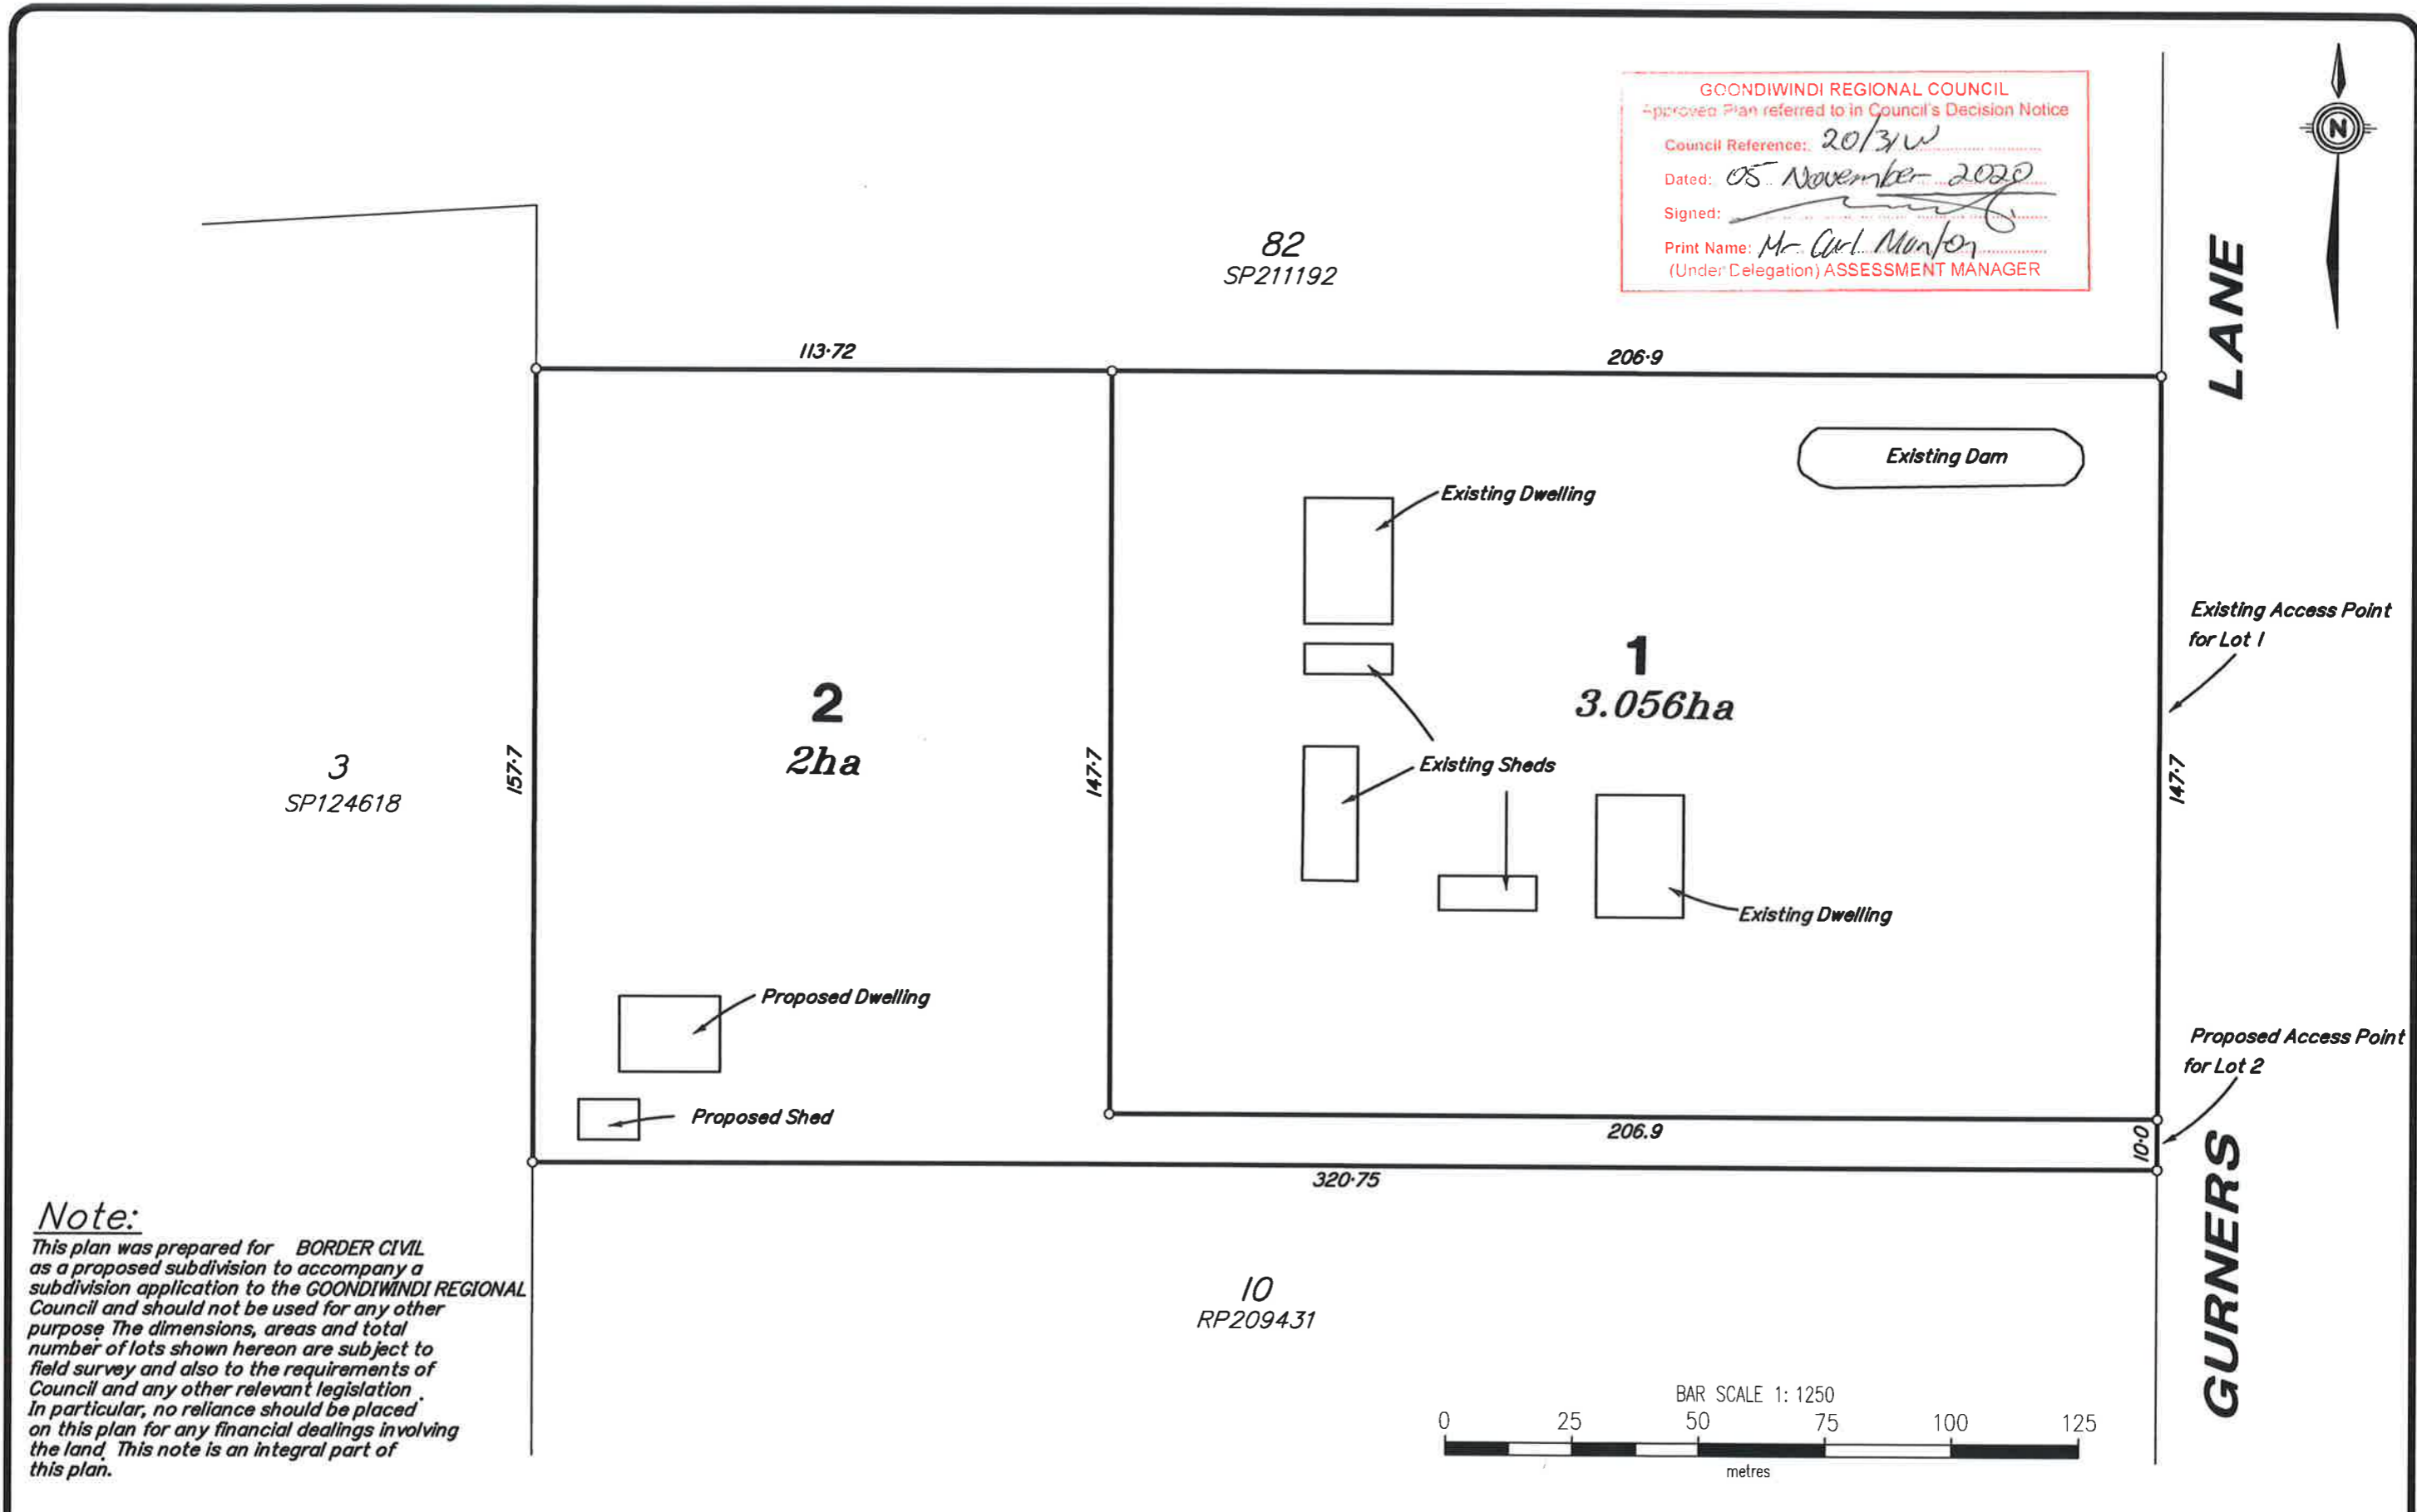 GOONDIWINDI REGIONAL COUNCIL
Approved Plan referred to in Council's Decision Notice
Council Reference: 20/31W
Dated: 05 November 2020
Signed:
Print Name: Mr Carl Manton
(Under Delegation) ASSESSMENT MANAGER
N
LANE
82
SP211192
113·72
206·9
Existing Dam
Existing Dwelling
Existing Access Point
for Lot 1
1
3.056ha
2
2ha
3
SP124618
157·7
147·7
147·7
Existing Sheds
Existing Dwelling
Proposed Dwelling
Proposed Shed
Proposed Access Point
for Lot 2
206.9
10·0
320·75
GURNERS
10
RP209431
Note:
This plan was prepared for BORDER CIVIL
as a proposed subdivision to accompany a
subdivision application to the GOONDIWINDI REGIONAL
Council and should not be used for any other
purpose. The dimensions, areas and total
number of lots shown hereon are subject to
field survey and also to the requirements of
Council and any other relevant legislation.
In particular, no reliance should be placed
on this plan for any financial dealings involving
the land. This note is an integral part of
this plan.
BAR SCALE 1: 1250
0 25 50 75 100 125
metres